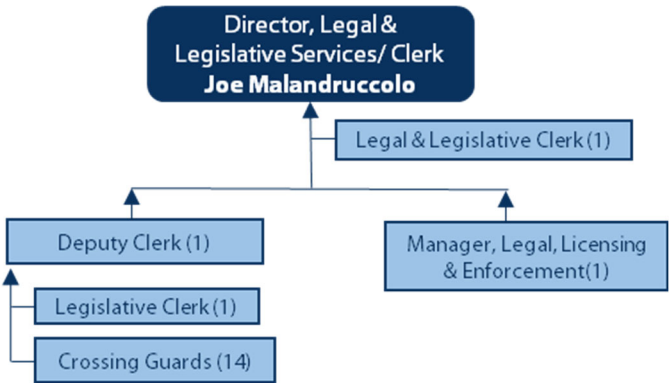 Director, Legal &
Legislative Services/ Clerk
Joe Malandruccolo
Legal & Legislative Clerk (1)
Deputy Clerk (1)
Manager, Legal, Licensing
& Enforcement(1)
Legislative Clerk (1)
Crossing Guards (14)